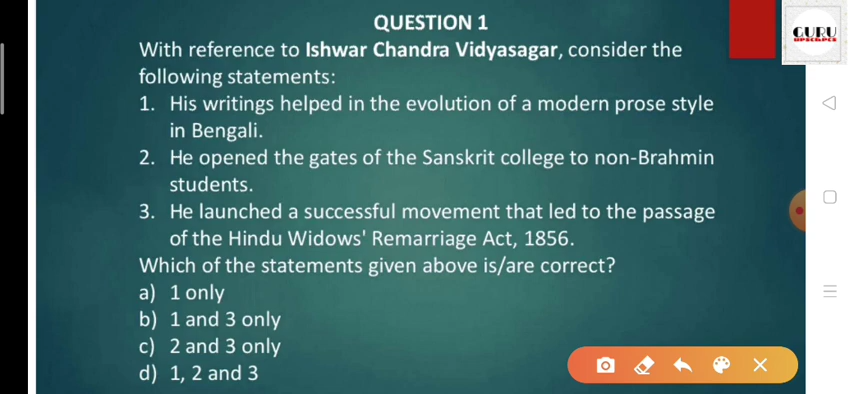 QUESTION 1
GURU
UPSC&PCS
With reference to Ishwar Chandra Vidyasagar, consider the
following statements:
1. His writings helped in the evolution of a modern prose style
in Bengali.
2. He opened the gates of the Sanskrit college to non-Brahmin
students.
3. He launched a successful movement that led to the passage
of the Hindu Widows' Remarriage Act, 1856.
Which of the statements given above is/are correct?
a) 1 only
b) 1 and 3 only
c) 2 and 3 only
d) 1, 2 and 3